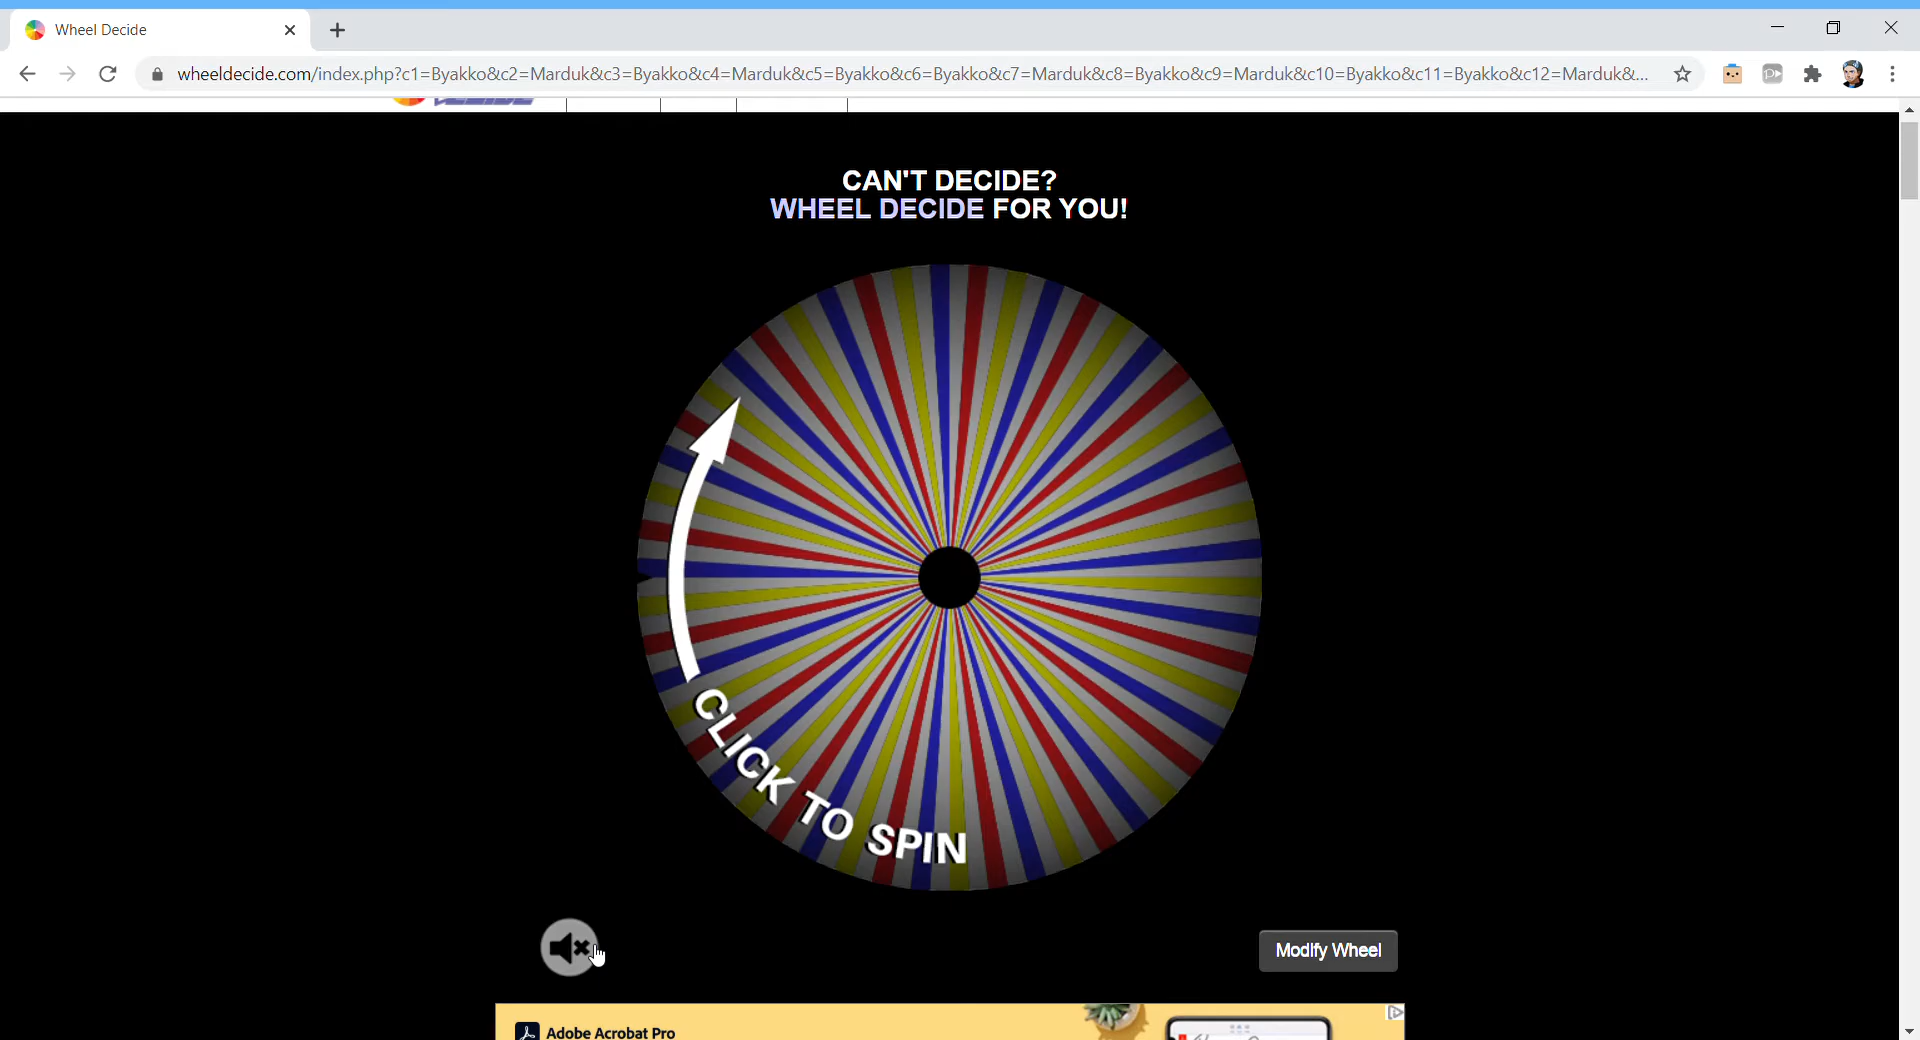 Wheel Decide
wheeldecide.com/index.php?c1=Byakko&c2=Marduk&c3=Byakko&c4=Marduk&c5=Byakko&c6=Byakko&c7=Marduk&c8=Byakko&c9=Marduk&c10=Byakko&c11=Byakko&c12=Marduk&...
CAN'T DECIDE?
WHEEL DECIDE FOR YOU!
CLICK TO SPIN
Modify Wheel
Adobe Acrobat Pro